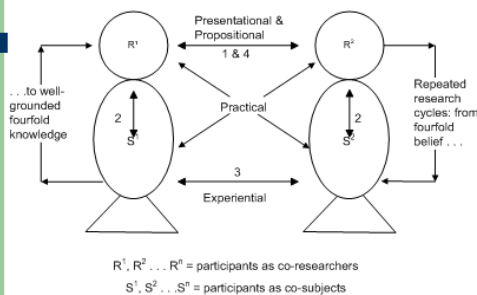 Presentational &
Propositional
1 & 4
R¹
R²
. . .to well-
grounded
fourfold
knowledge
Repeated
research
cycles: from
fourfold
belief . . .
Practical
2
2
S¹
S²
3
Experiential
R¹, R² . . . Rⁿ = participants as co-researchers
S¹, S² . . .Sⁿ = participants as co-subjects